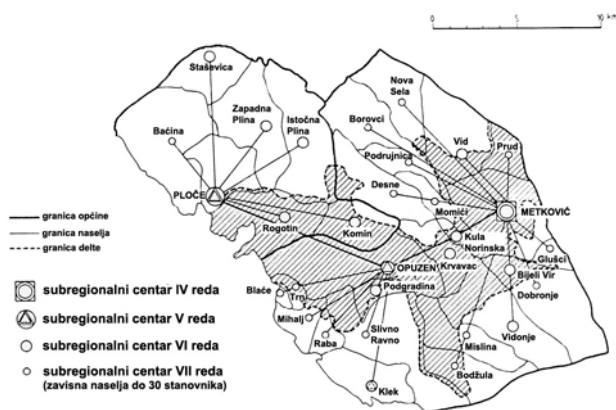 0 5 10 km
Staševica
Nova
Sela
Zapadna
Plina
Istočna
Plina
Borovci
Baćina
Vid
Prud
Podrujnica
Desne
PLOČE
Momići
METKOVIĆ
Rogotin
Komin
Kula
Norinska
Glušci
Krvavac
OPUZEN
Bijeli Vir
Dobronje
Podgradina
Blaće
Trn
Mihalj
Raba
Slivno
Ravno
Vidonje
Mislina
Bodžula
Klek
granica općine
granica naselja
granica delte
subregionalni centar IV reda
subregionalni centar V reda
subregionalni centar VI reda
subregionalni centar VII reda
(zavisna naselja do 30 stanovnika)